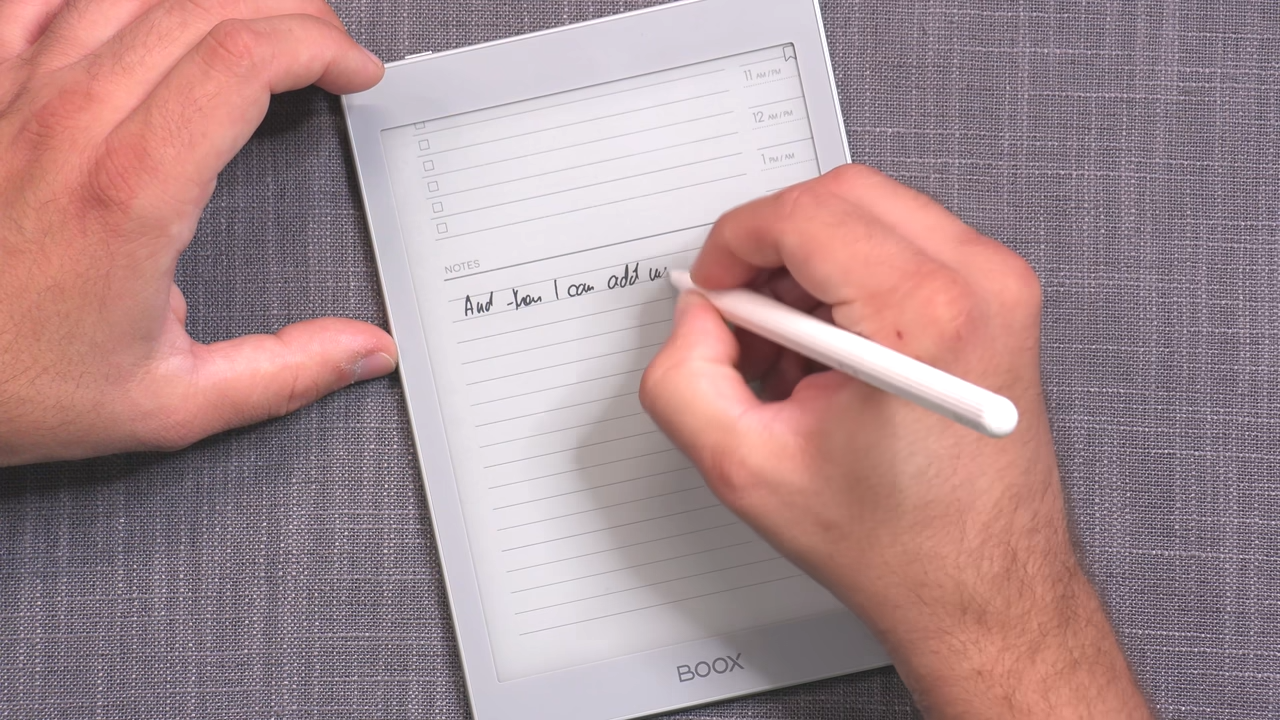 11 AM/PM
12 AM/PM
1 PM/AM
NOTES
And then I can add
BOOX